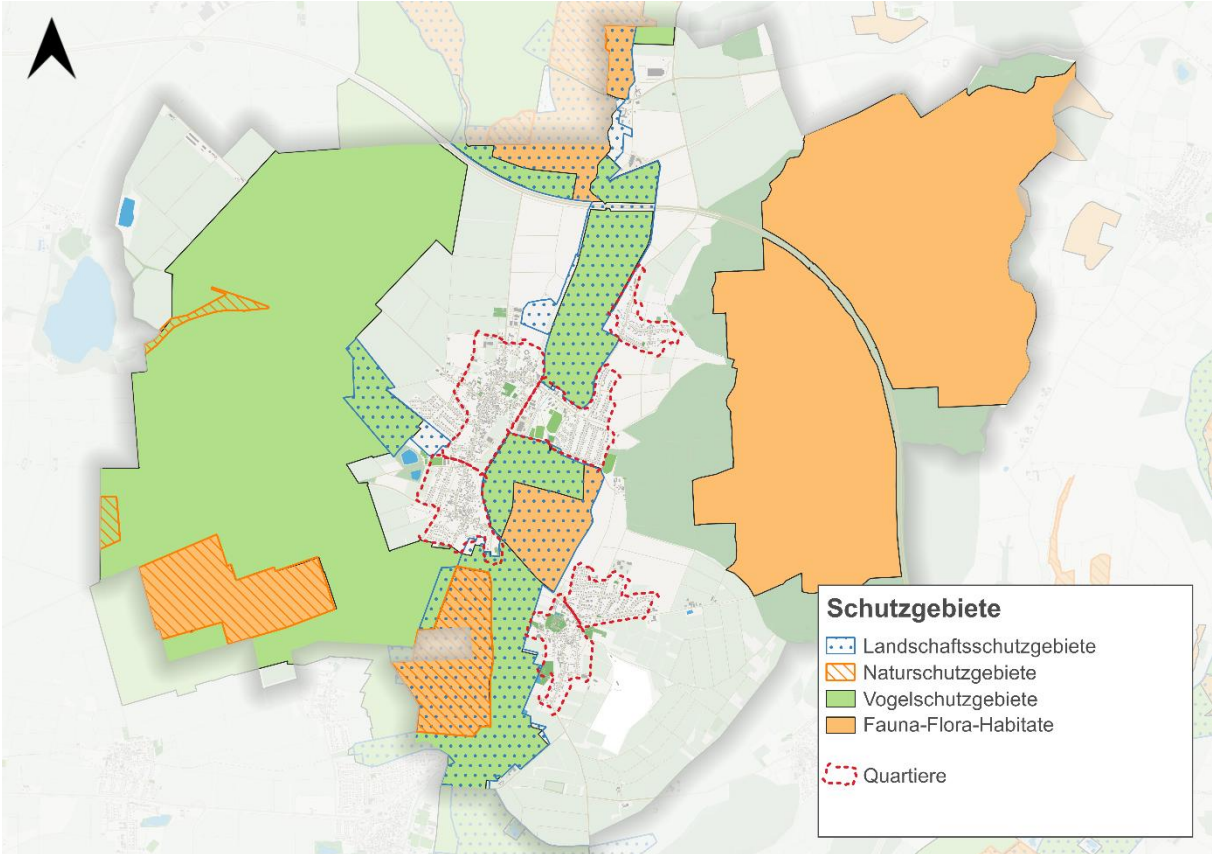 Schutzgebiete
Landschaftsschutzgebiete
Naturschutzgebiete
Vogelschutzgebiete
Fauna-Flora-Habitate
Quartiere